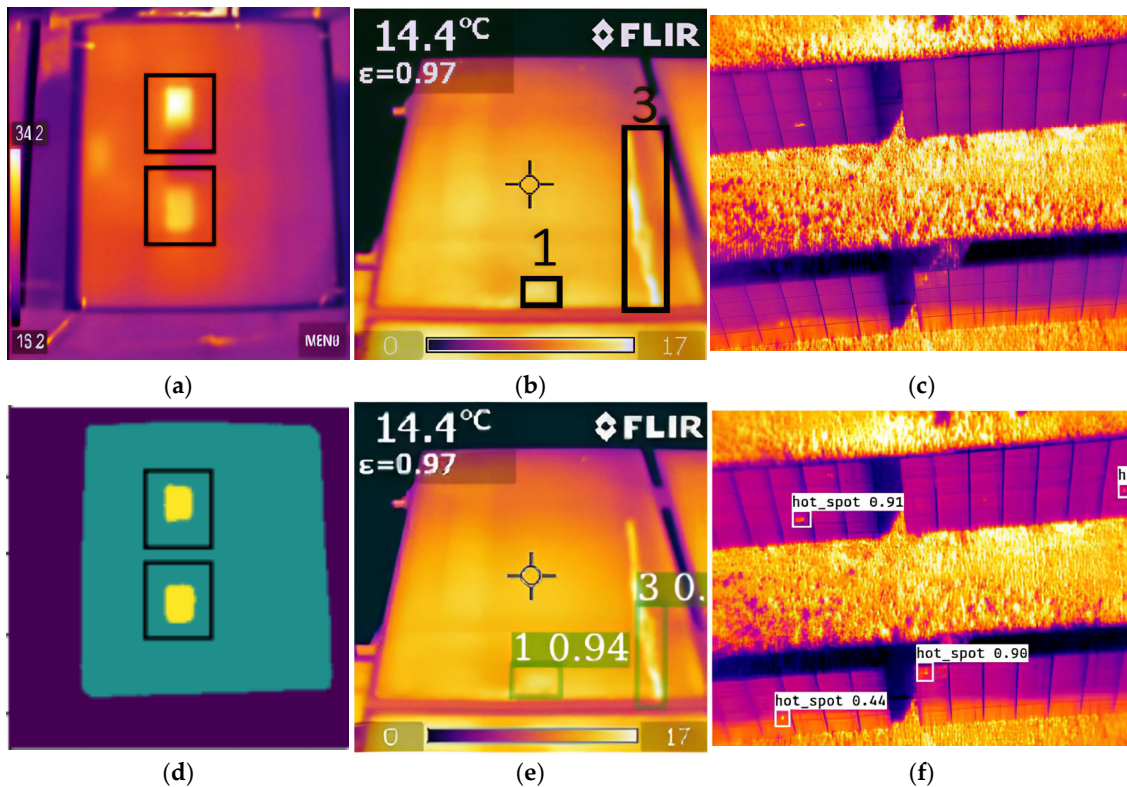 34.2
16.2
MENU
(a)
14.4°C
FLIR
ε=0.97
3
1
0
17
(b)
(c)
(d)
14.4°C
FLIR
ε=0.97
3 0.
1 0.94
0
17
(e)
hot_spot 0.91
h
hot_spot 0.90
hot_spot 0.44
(f)